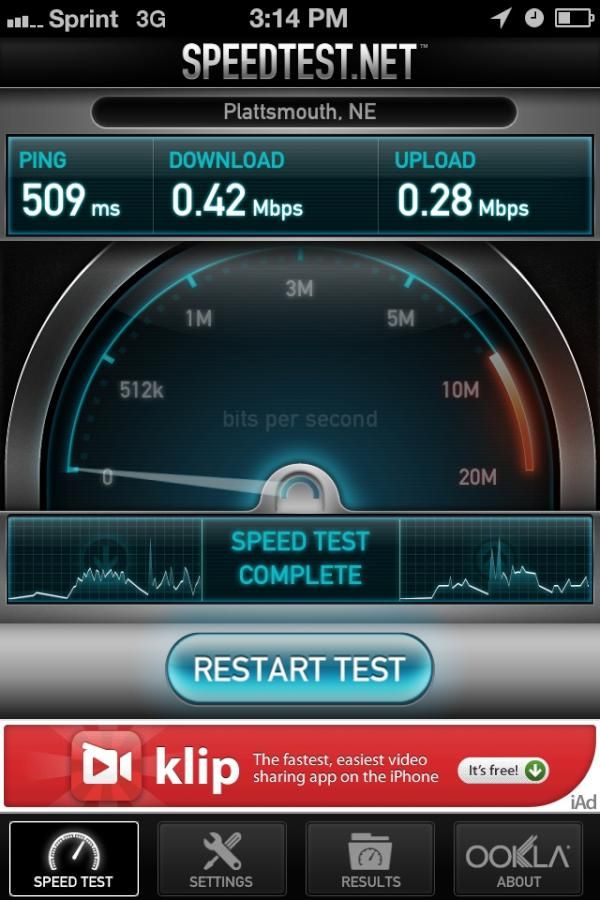 Sprint 3G 3:14 PM
SPEEDTEST.NET™
Plattsmouth, NE
PING DOWNLOAD UPLOAD
509 ms 0.42 Mbps 0.28 Mbps
3M
1M 5M
512k 10M
bits per second
0 20M
SPEED TEST
COMPLETE
RESTART TEST
klip
The fastest, easiest video
sharing app on the iPhone
It's free!
iAd
OOKLA
SPEED TEST SETTINGS RESULTS ABOUT